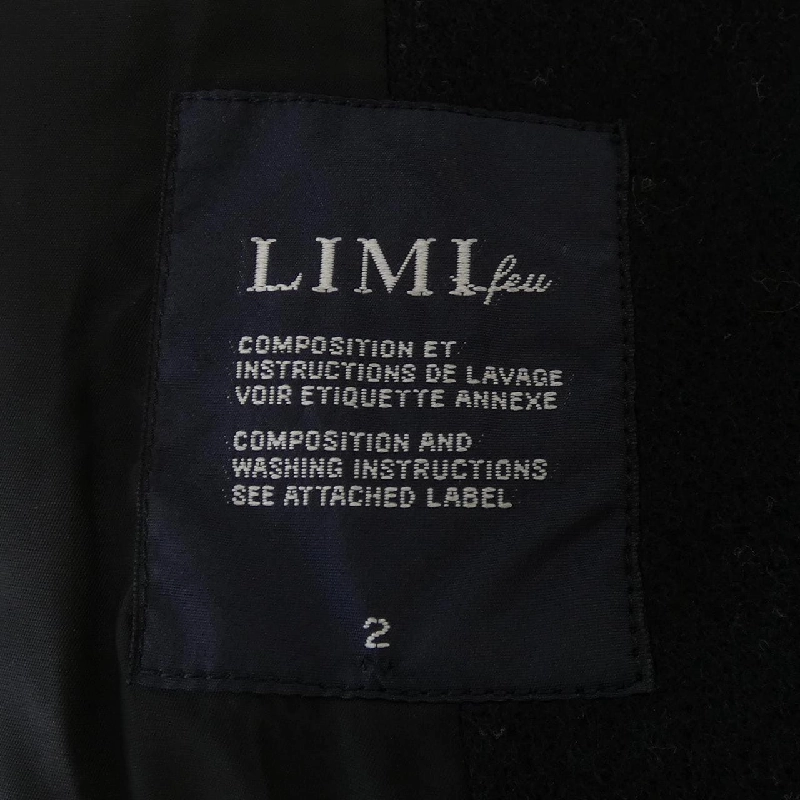 LIMI feu
COMPOSITION ET
INSTRUCTIONS DE LAVAGE
VOIR ETIQUETTE ANNEXE
COMPOSITION AND
WASHING INSTRUCTIONS
SEE ATTACHED LABEL
2